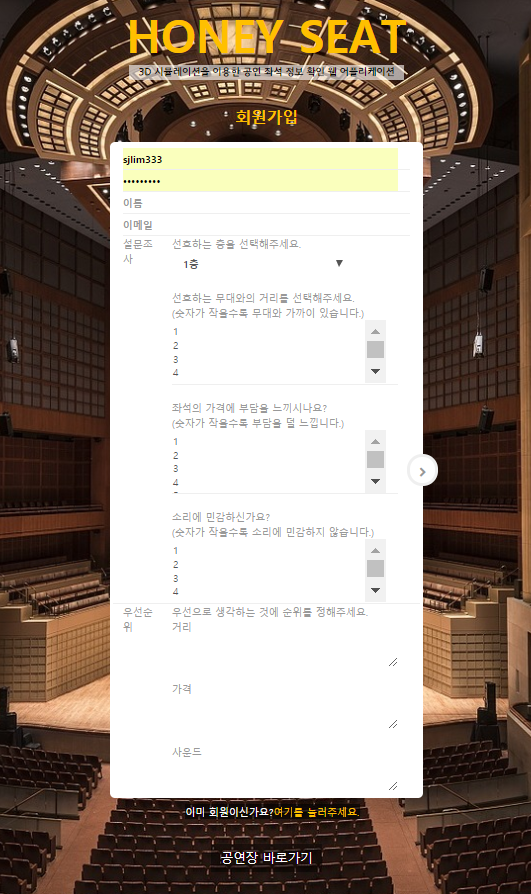 HONEY SEAT
3D 시뮬레이션을 이용한 공연 좌석 정보 확인 웹 어플리케이션
회원가입
sjlim333
•••••••••
이름
이메일
설문조사
선호하는 층을 선택해주세요.
1층
선호하는 무대와의 거리를 선택해주세요.
(숫자가 작을수록 무대와 가까이 있습니다.)
1
2
3
4
좌석의 가격에 부담을 느끼시나요?
(숫자가 작을수록 부담을 덜 느낍니다.)
1
2
3
4
소리에 민감하신가요?
(숫자가 작을수록 소리에 민감하지 않습니다.)
1
2
3
4
우선순위
우선으로 생각하는 것에 순위를 정해주세요.
거리
가격
사운드
이미 회원이신가요?여기를 눌러주세요.
공연장 바로가기